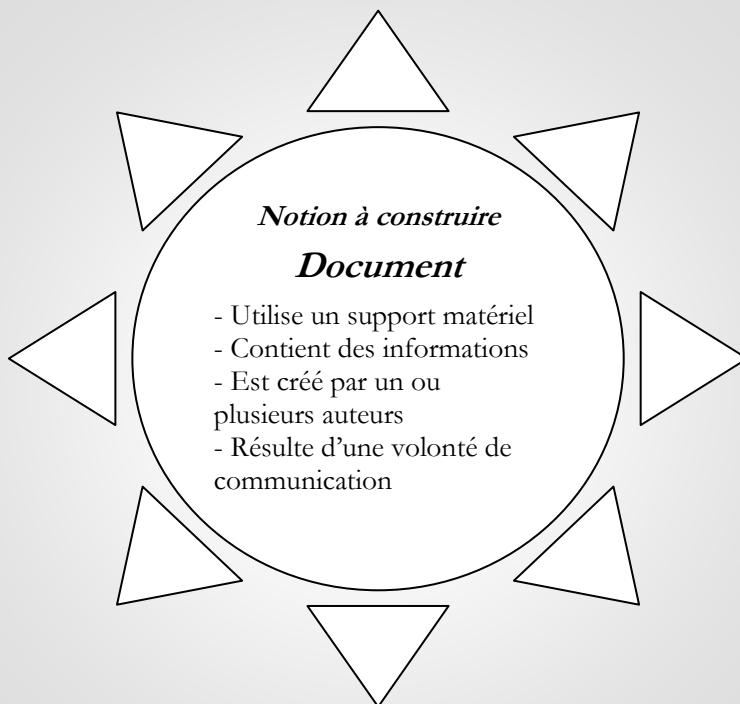 Notion à construire
Document
- Utilise un support matériel
- Contient des informations
- Est créé par un ou
plusieurs auteurs
- Résulte d’une volonté de
communication